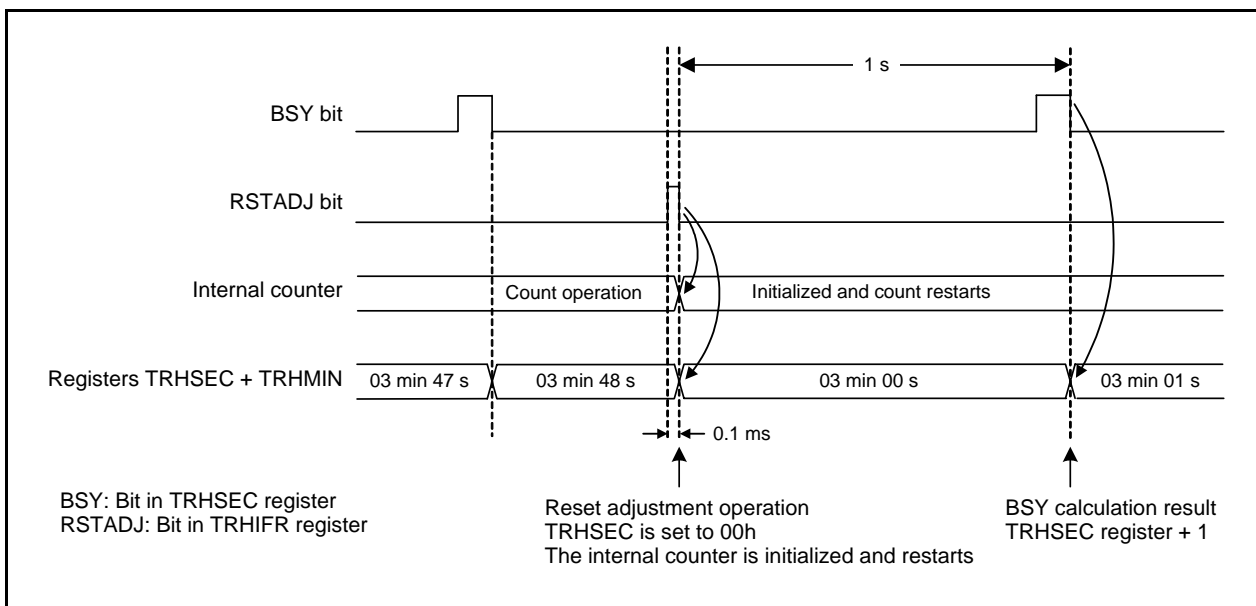 1 s
BSY bit
RSTADJ bit
Internal counter
Count operation
Initialized and count restarts
Registers TRHSEC + TRHMIN
03 min 47 s
03 min 48 s
03 min 00 s
03 min 01 s
0.1 ms
BSY: Bit in TRHSEC register
RSTADJ: Bit in TRHIFR register
Reset adjustment operation
TRHSEC is set to 00h
The internal counter is initialized and restarts
BSY calculation result
TRHSEC register + 1